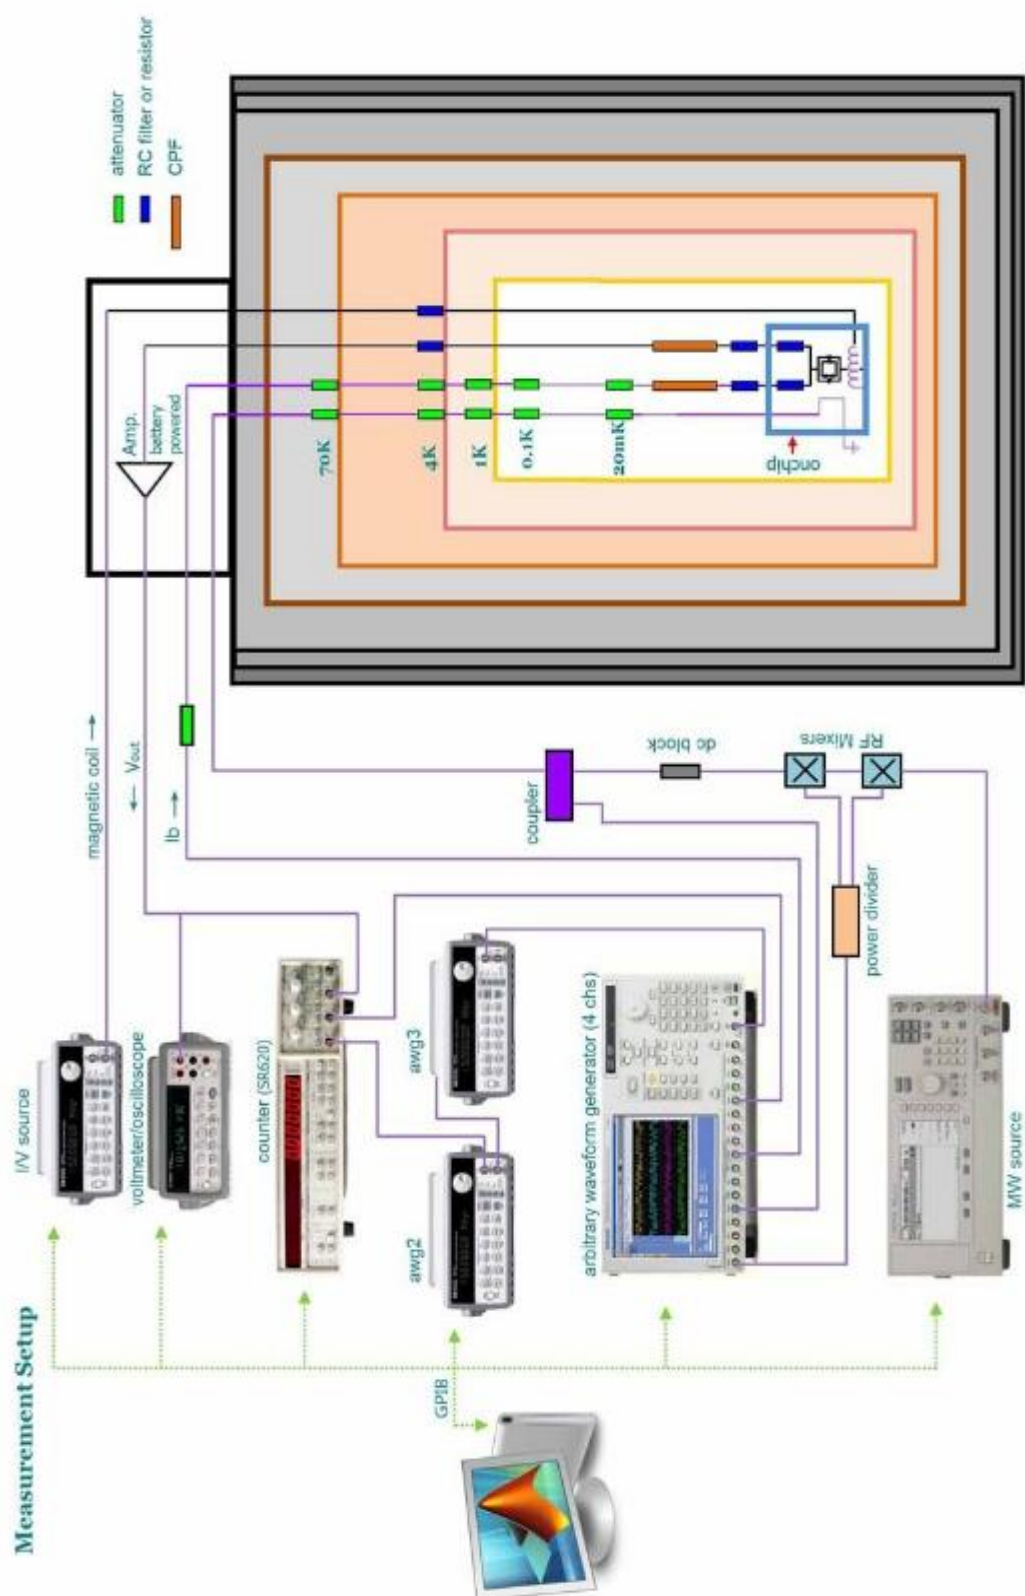 Measurement Setup
I/V source
voltmeter/oscilloscope
counter (SR620)
awg2
awg3
arbitrary waveform generator (4 chs)
MW source
GPIB
magnetic coil →
← Vout
Ib →
coupler
dc block
RF Mixers
power divider
Amp.
battery
powered
attenuator
RC filter or resistor
CPF
70K
4K
1K
0.1K
20mK
onchip